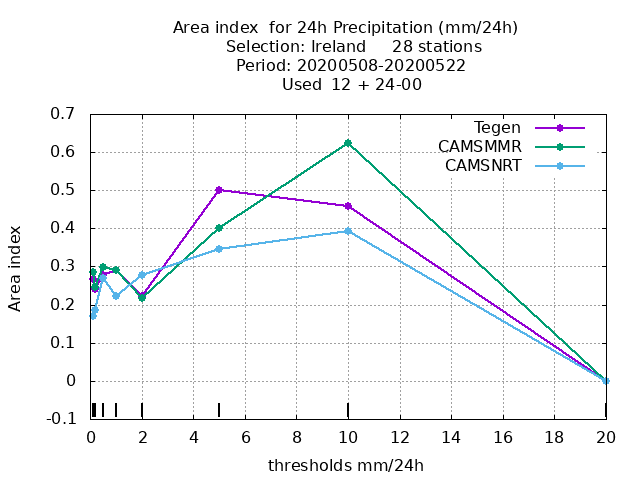 Area index  for 24h Precipitation (mm/24h)
Selection: Ireland     28 stations
Period: 20200508-20200522
Used  12 + 24-00
Tegen
CAMSMMR
CAMSNRT
0.7
0.6
0.5
0.4
0.3
0.2
0.1
0
-0.1
Area index
0 2 4 6 8 10 12 14 16 18 20
thresholds mm/24h